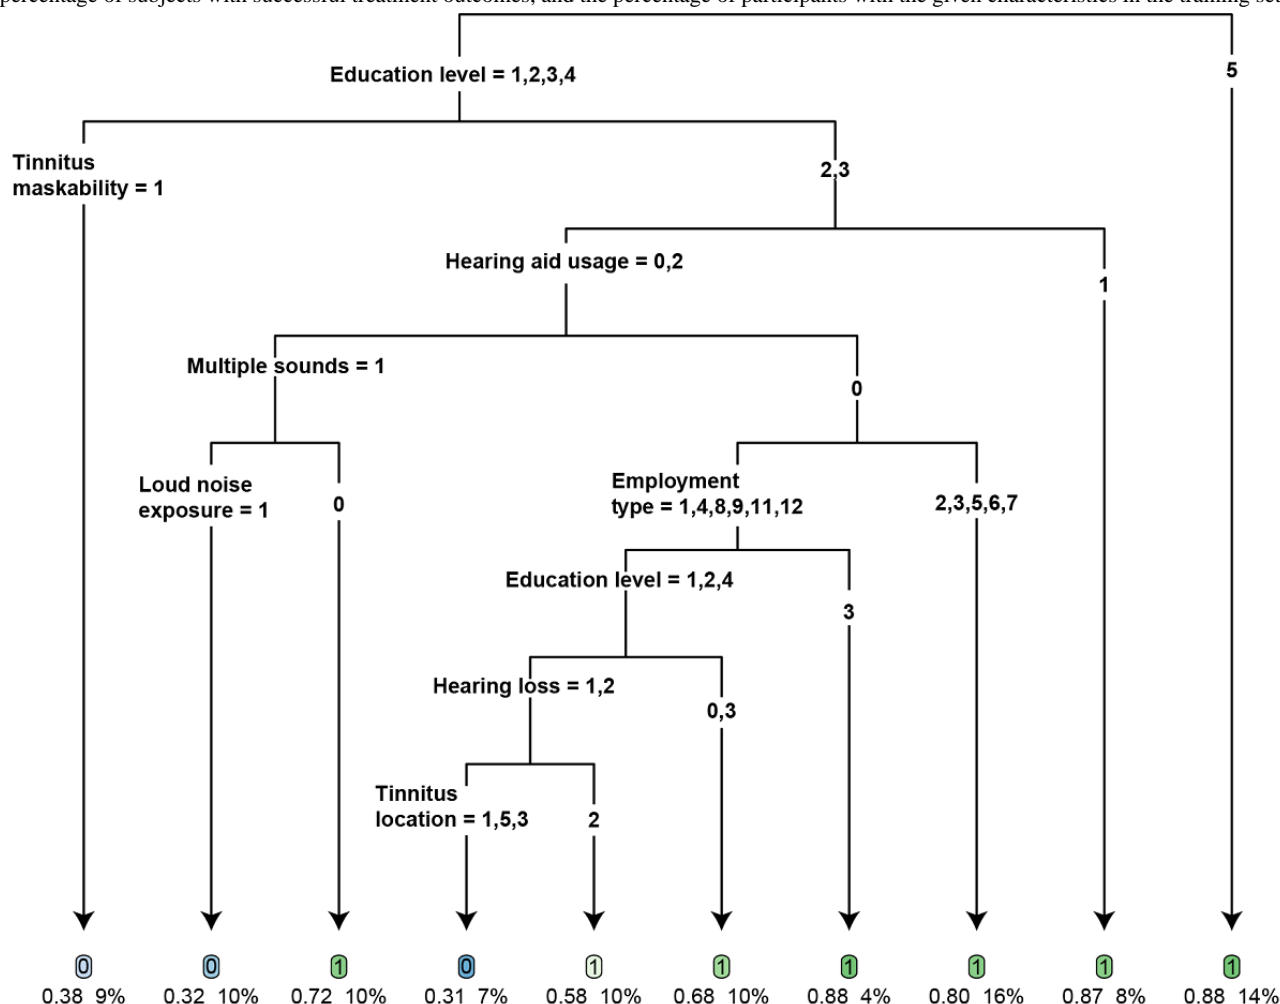 percentage of subjects with successful treatment outcomes, and the percentage of participants with the given characteristics in the training set
Education level = 1,2,3,4
5
Tinnitus
maskability = 1
2,3
Hearing aid usage = 0,2
1
Multiple sounds = 1
0
Loud noise
exposure = 1
0
Employment
type = 1,4,8,9,11,12
2,3,5,6,7
Education level = 1,2,4
3
Hearing loss = 1,2
0,3
Tinnitus
location = 1,5,3
2
0 0 1 0 1 1 1 1 1 1
0.38 9% 0.32 10% 0.72 10% 0.31 7% 0.58 10% 0.68 10% 0.88 4% 0.80 16% 0.87 8% 0.88 14%